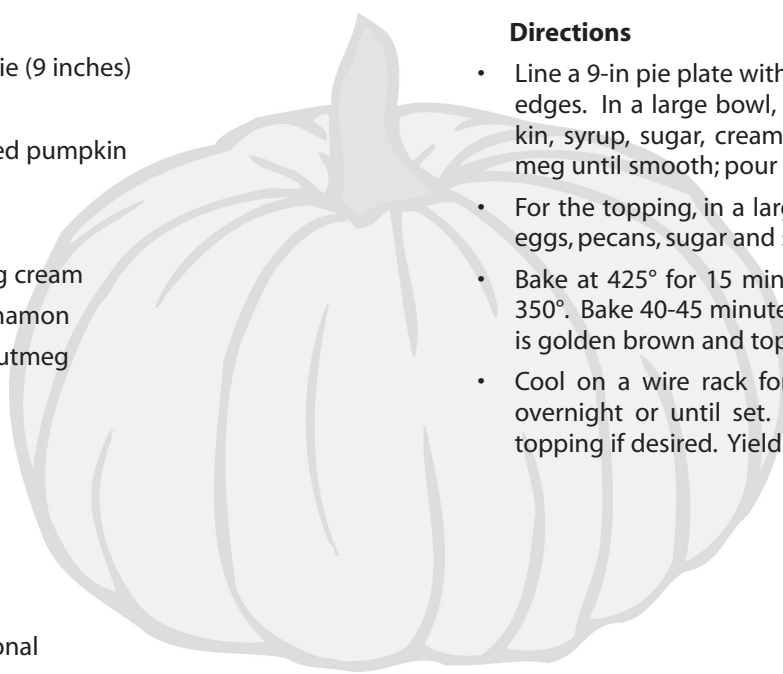 ie (9 inches)
ed pumpkin
g cream
namon
utmeg
onal
Directions
• Line a 9-in pie plate with
edges. In a large bowl,
kin, syrup, sugar, cream
meg until smooth; pour
• For the topping, in a larg
eggs, pecans, sugar and s
• Bake at 425° for 15 min
350°. Bake 40-45 minute
is golden brown and top
• Cool on a wire rack for
overnight or until set.
topping if desired. Yield